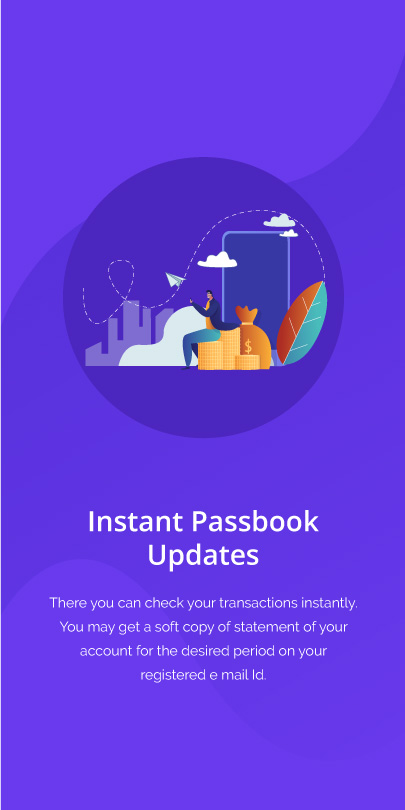 $
Instant Passbook
Updates
There you can check your transactions instantly.
You may get a soft copy of statement of your
account for the desired period on your
registered e mail Id.